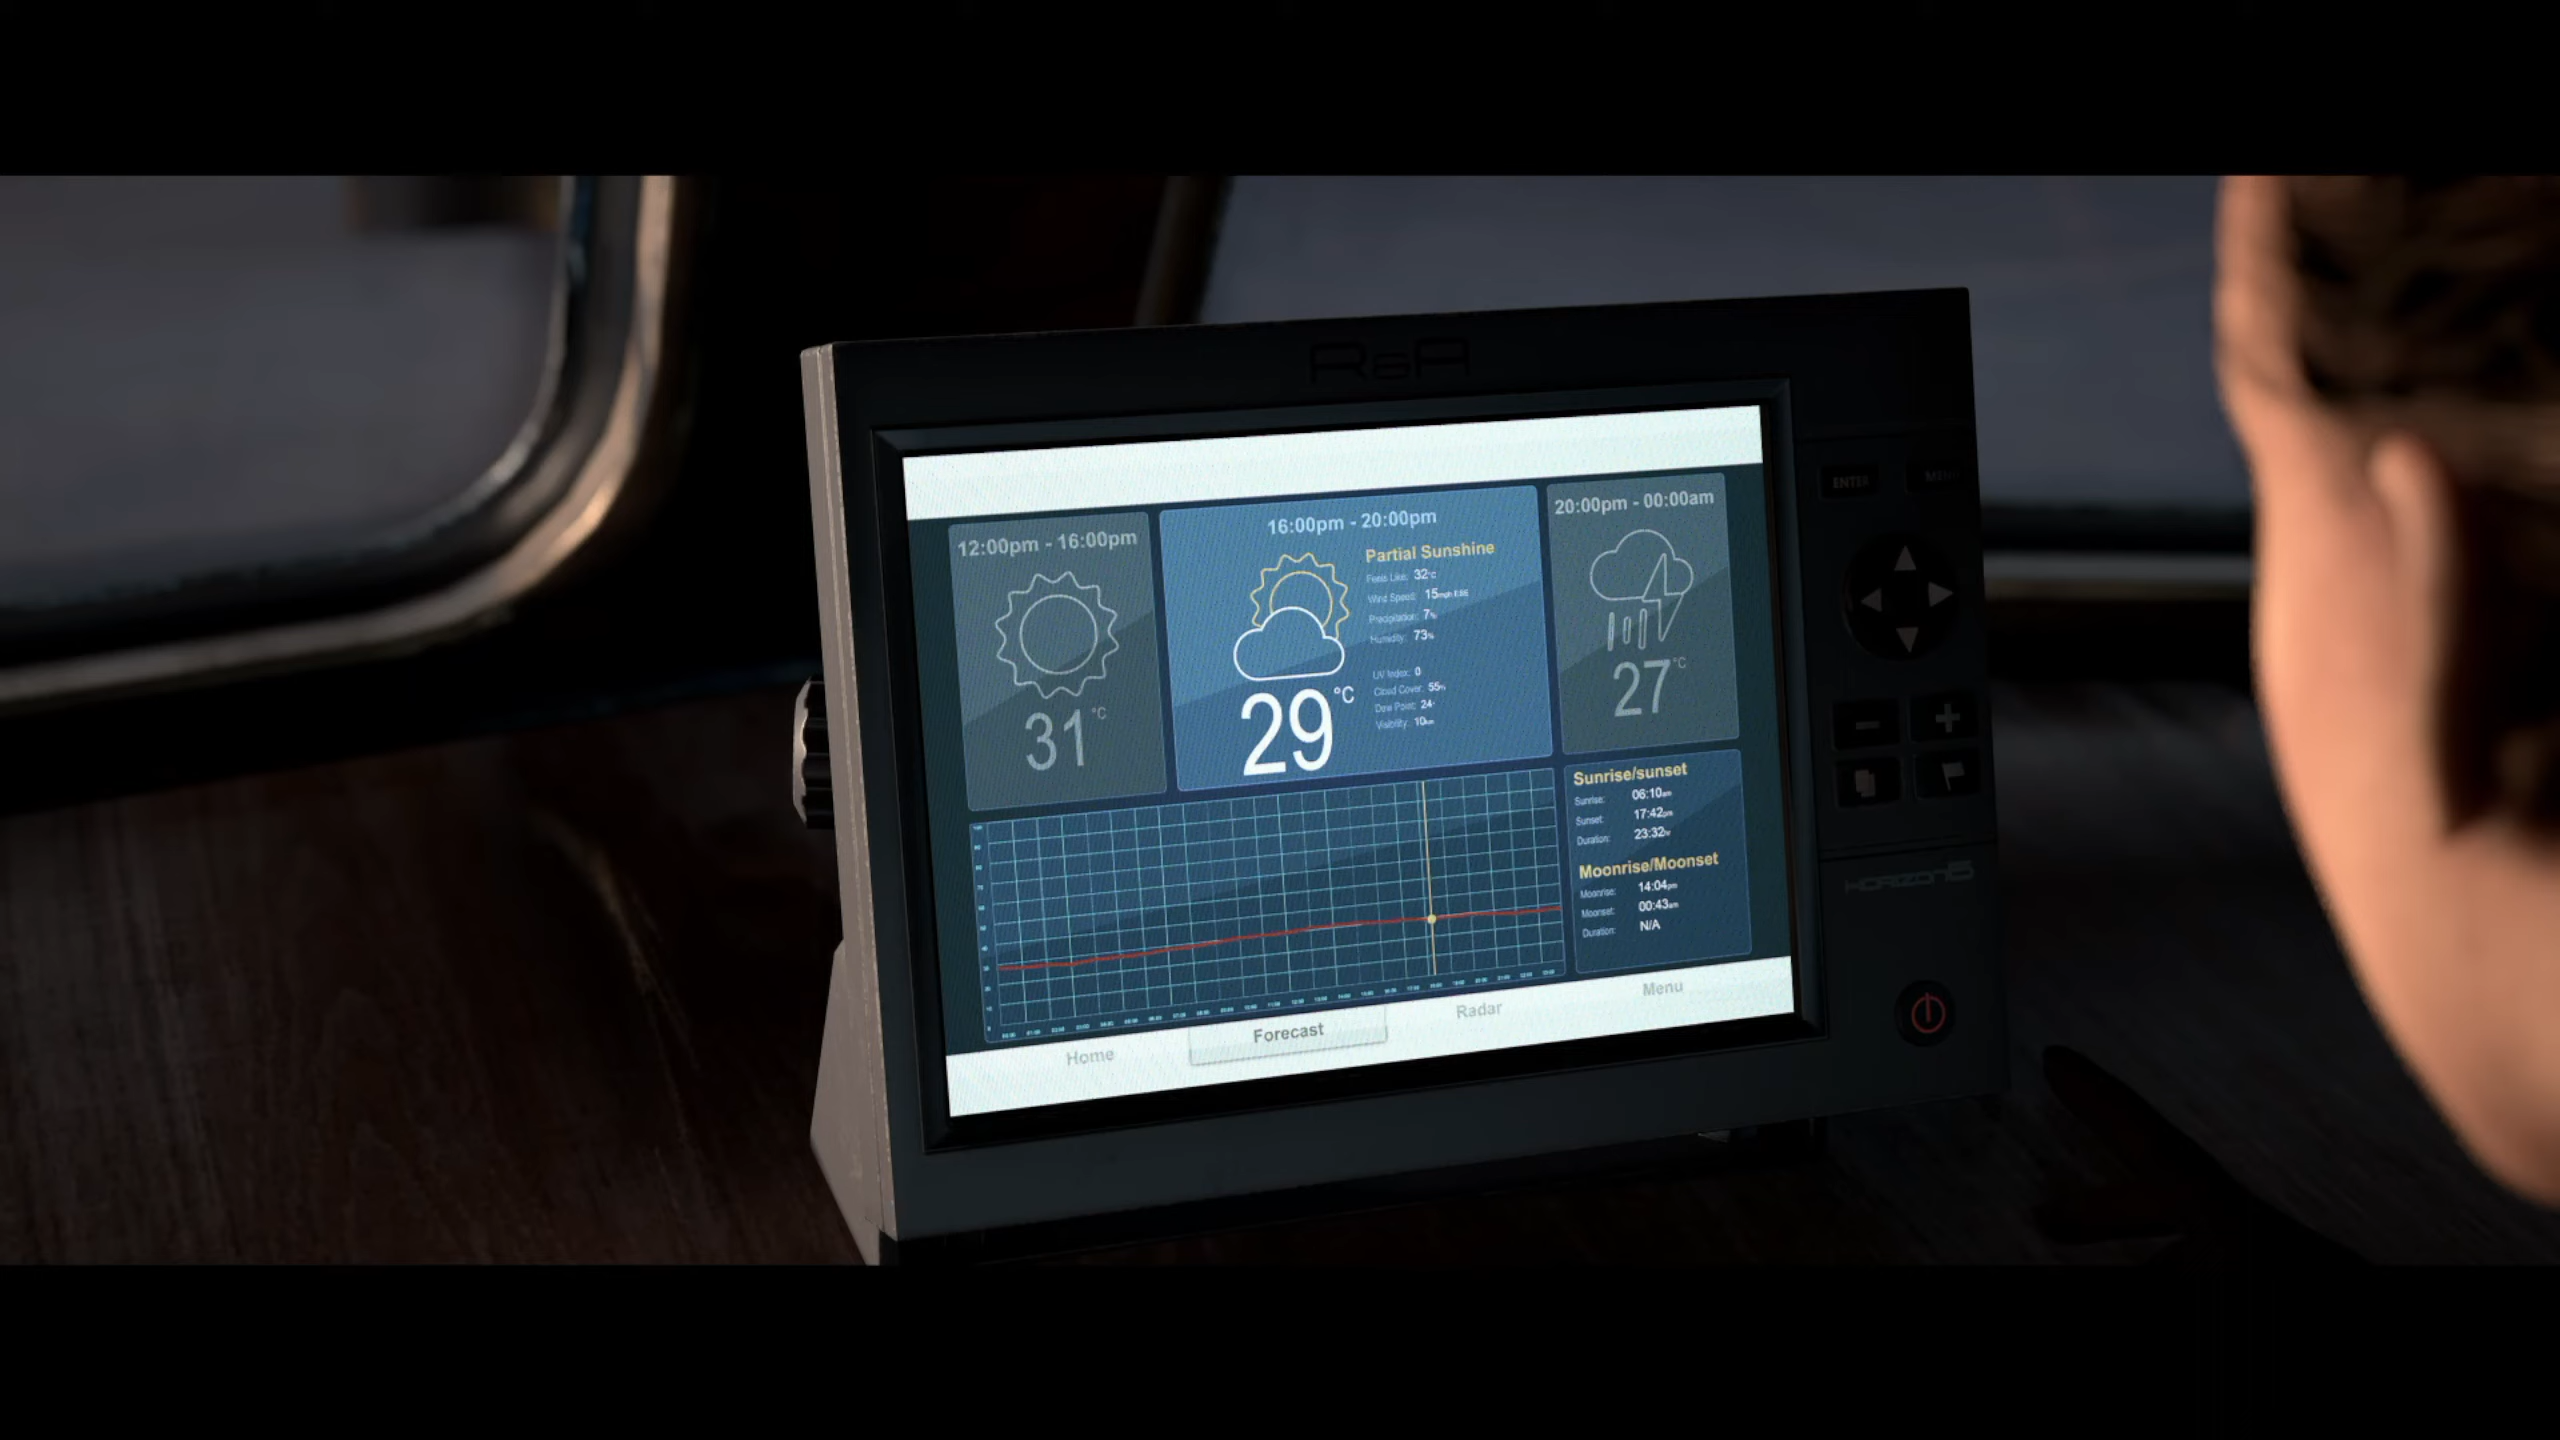 R&A
ENTER MENU
12:00pm - 16:00pm
31°C
16:00pm - 20:00pm
Partial Sunshine
Feels Like: 32°C
Wind Speed: 15mph
Precipitation: 7%
Humidity: 73%
UV Index: 0
Cloud Cover: 55%
Dew Point: 24°
Visibility: 10km
29°C
20:00pm - 00:00am
27°C
Sunrise/sunset
Sunrise: 06:10am
Sunset: 17:42pm
Duration: 23:32hr
Moonrise/Moonset
Moonrise: 14:04pm
Moonset: 00:43am
Duration: N/A
Home Forecast Radar Menu